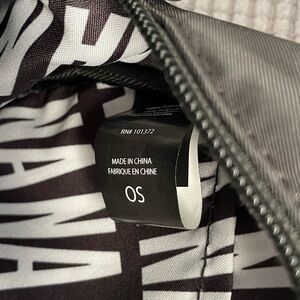 RN# 101372
MADE IN CHINA
FABRIQUE EN CHINE
OS